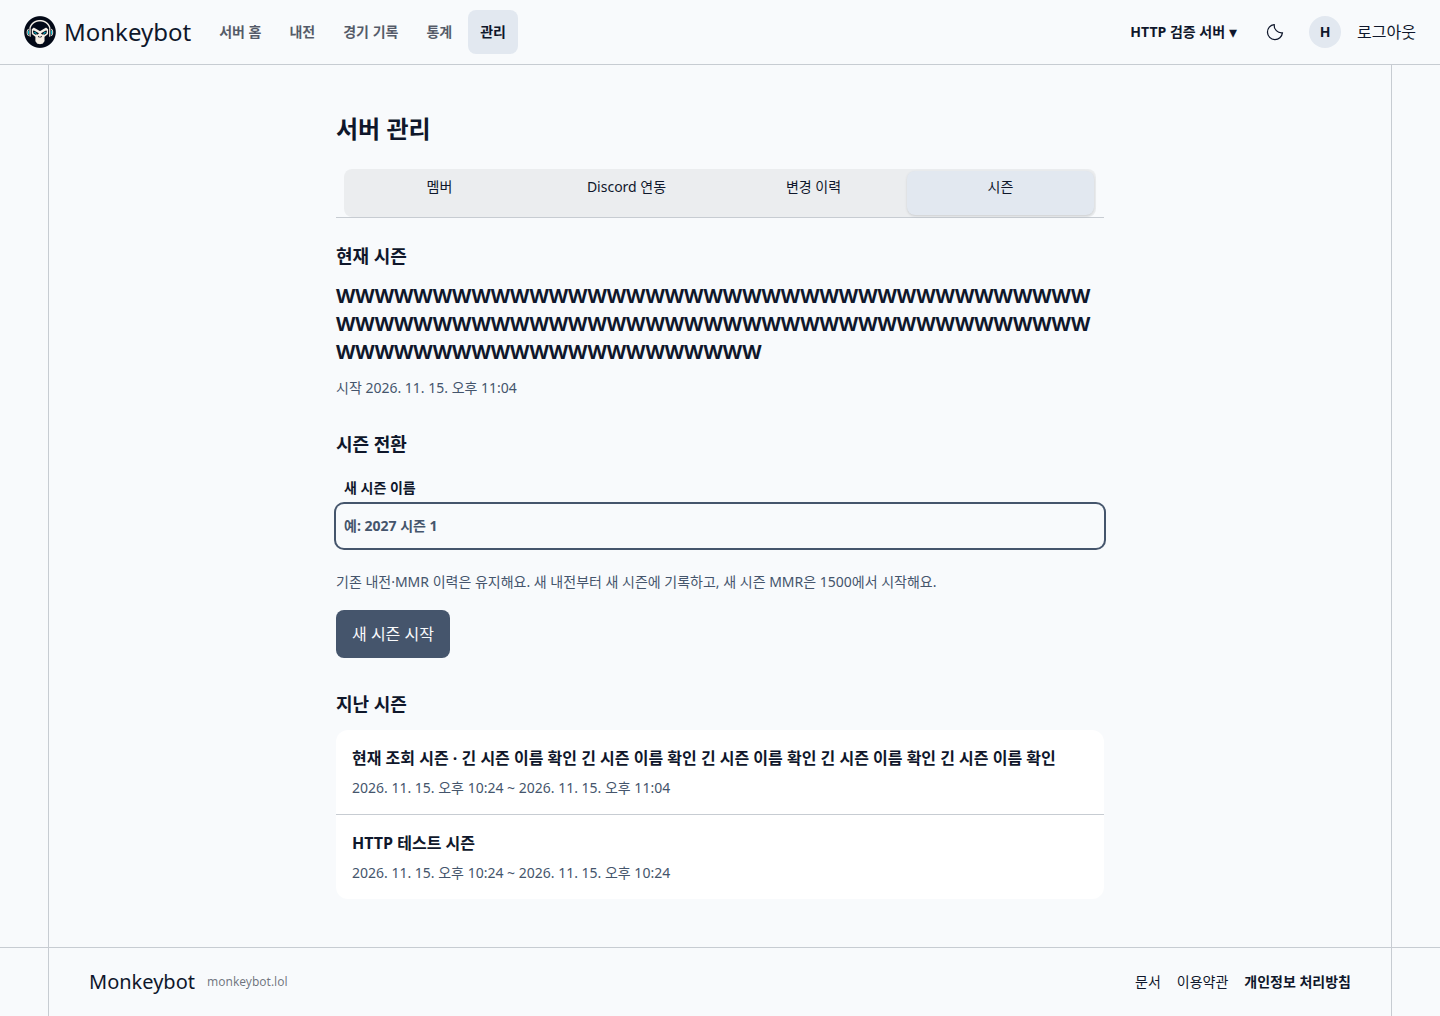 Monkeybot 서버 홈 내전 경기 기록 통계 관리 HTTP 검증 서버 ▾ H 로그아웃
서버 관리
멤버 Discord 연동 변경 이력 시즌
현재 시즌
WWWWWWWWWWWWWWWWWWWWWWWWWWWWWWWWWWWWWWW
WWWWWWWWWWWWWWWWWWWWWWWWWWWWWWWWWWWWWWW
WWWWWWWWWWWWWWWWWWWWWW
시작 2026. 11. 15. 오후 11:04
시즌 전환
새 시즌 이름
예: 2027 시즌 1
기존 내전·MMR 이력은 유지해요. 새 내전부터 새 시즌에 기록하고, 새 시즌 MMR은 1500에서 시작해요.
새 시즌 시작
지난 시즌
현재 조회 시즌 · 긴 시즌 이름 확인 긴 시즌 이름 확인 긴 시즌 이름 확인 긴 시즌 이름 확인 긴 시즌 이름 확인
2026. 11. 15. 오후 10:24 ~ 2026. 11. 15. 오후 11:04
HTTP 테스트 시즌
2026. 11. 15. 오후 10:24 ~ 2026. 11. 15. 오후 10:24
Monkeybot monkeybot.lol 문서 이용약관 개인정보 처리방침